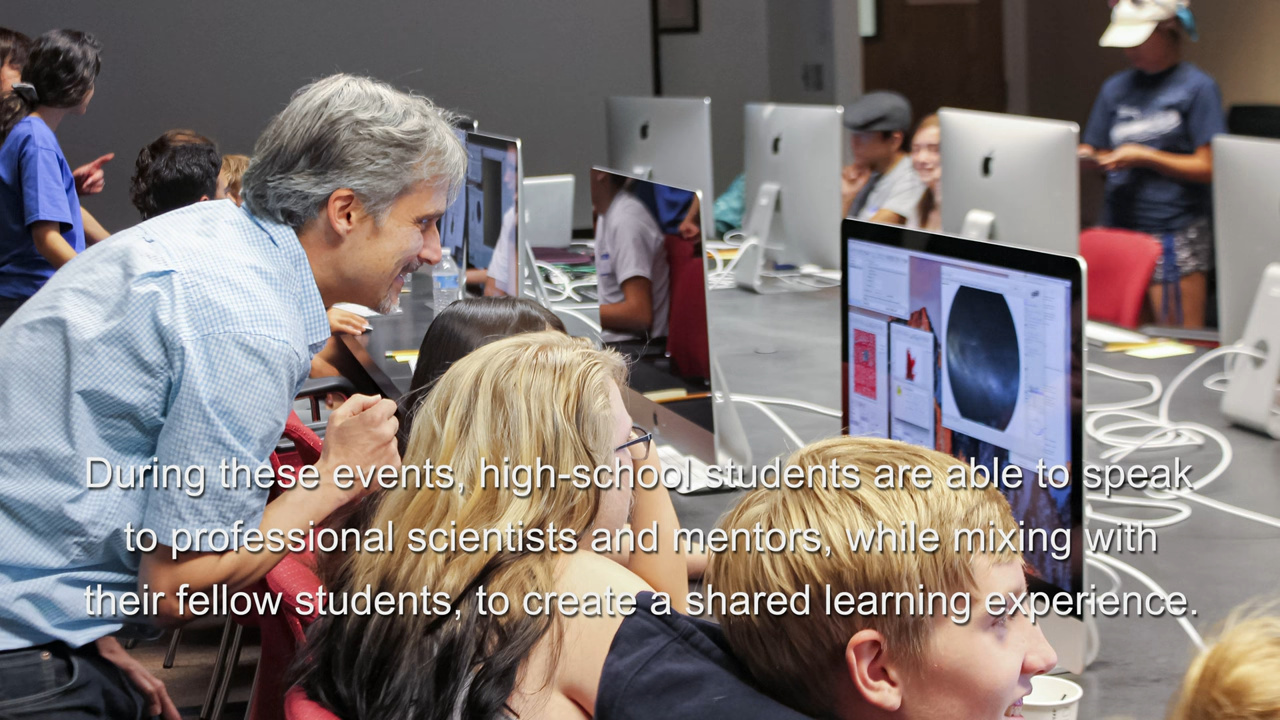 During these events, high-school students are able to speak
to professional scientists and mentors, while mixing with
their fellow students, to create a shared learning experience.